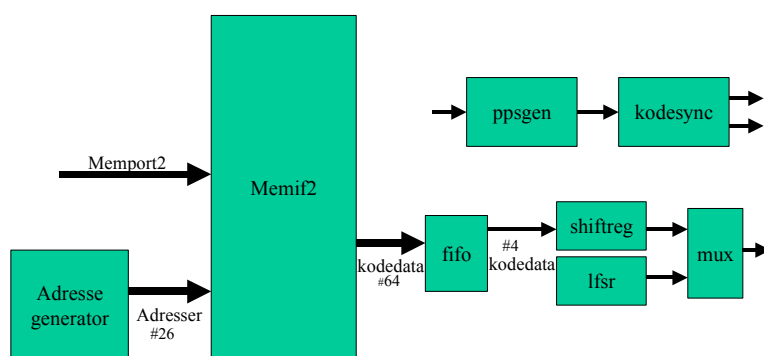 ppsgen
kodesync
Memport2
Memif2
shiftreg
#4
kodedata
fifo
mux
kodedata
#64
lfsr
Adresse
generator
Adresser
#26